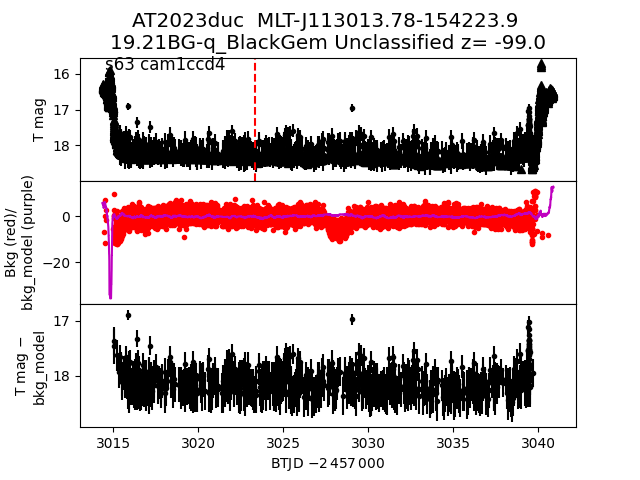 AT2023duc MLT-J113013.78-154223.9
19.21BG-q_BlackGem Unclassified z= -99.0
s63 cam1ccd4
16
17
18
T mag
0
−20
Bkg (red)/
bkg_model (purple)
17
18
T mag −
bkg_model
3015 3020 3025 3030 3035 3040
BTJD −2 457 000